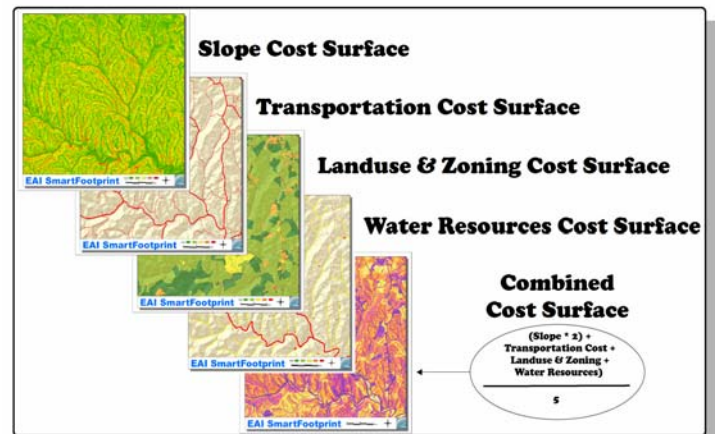 Slope Cost Surface
Transportation Cost Surface
EAI SmartFootprint
Landuse & Zoning Cost Surface
EAI SmartFootprint
Water Resources Cost Surface
EAI SmartFootprint
Combined
Cost Surface
(Slope * 2) +
Transportation Cost +
Landuse & Zoning +
Water Resources)
5
EAI SmartFootprint
EAI SmartFootprint